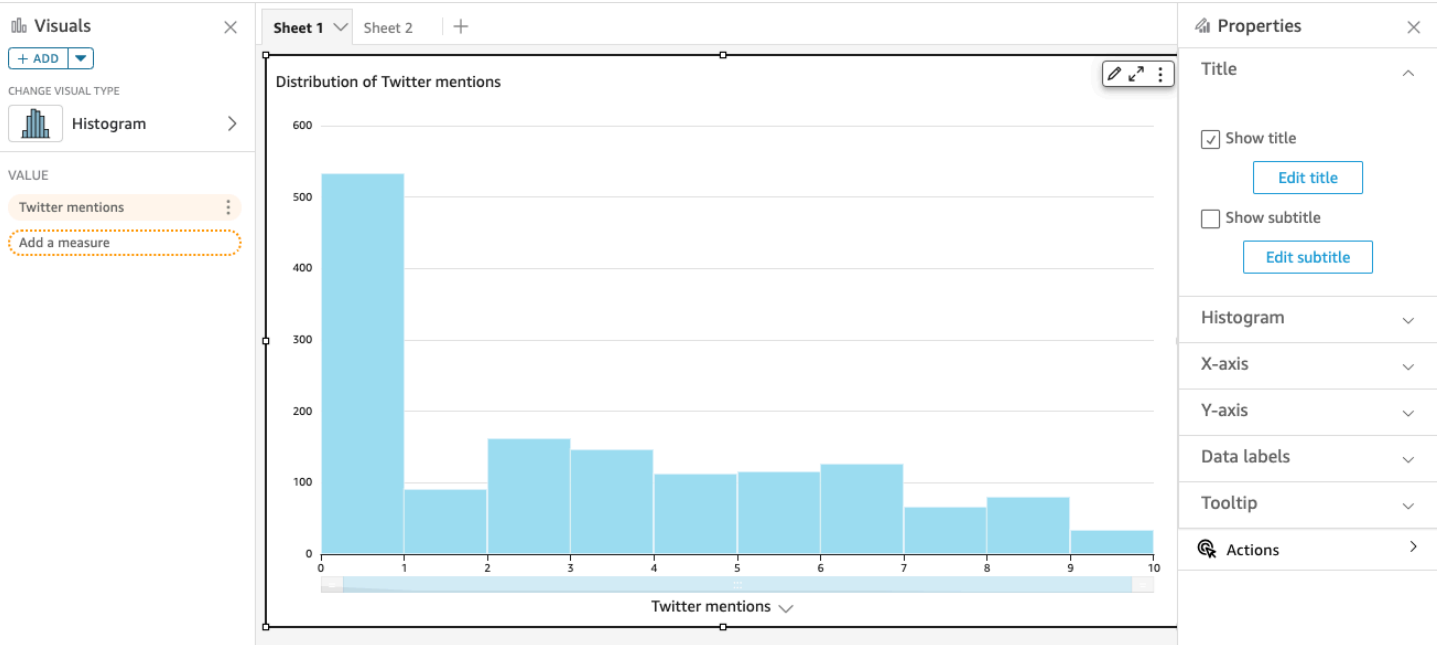 Visuals
+ ADD
CHANGE VISUAL TYPE
Histogram
VALUE
Twitter mentions
Add a measure
Sheet 1
Sheet 2
Distribution of Twitter mentions
600
500
400
300
200
100
0
0 1 2 3 4 5 6 7 8 9 10
Twitter mentions
Properties
Title
Show title
Edit title
Show subtitle
Edit subtitle
Histogram
X-axis
Y-axis
Data labels
Tooltip
Actions